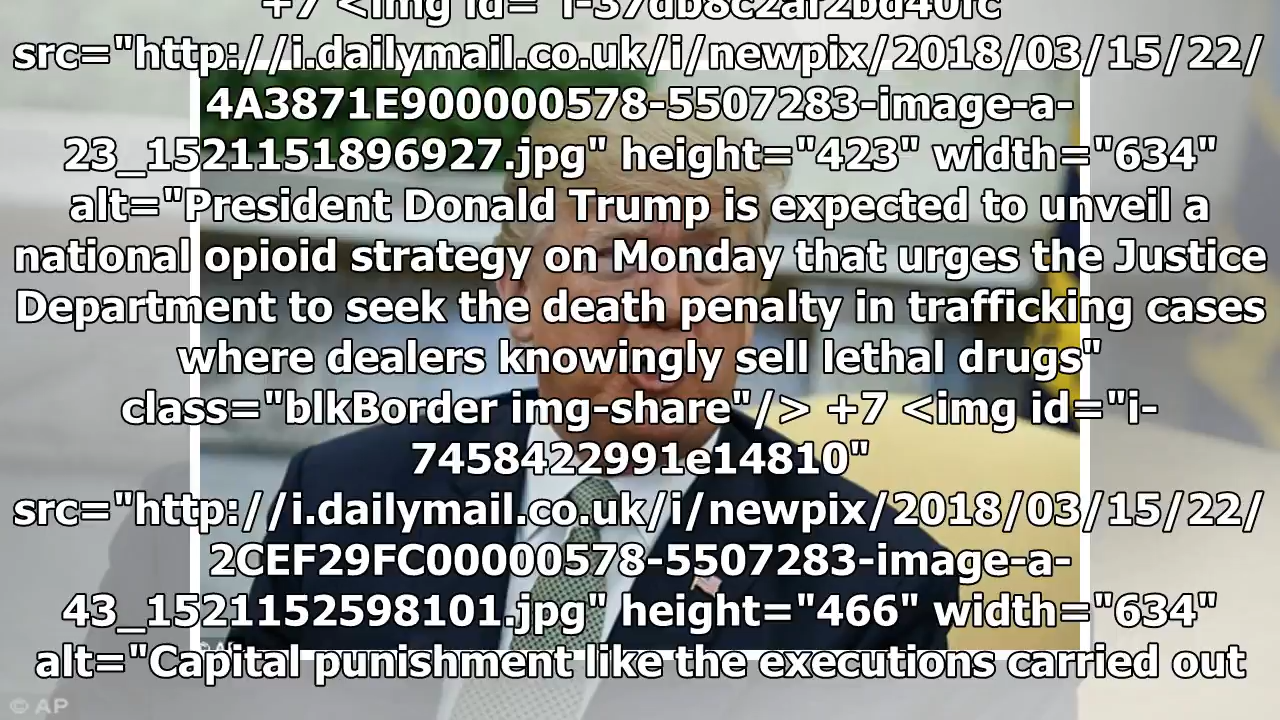 +7 <img id="i-37db8c2af2bd40fc"
src="http://i.dailymail.co.uk/i/newpix/2018/03/15/22/
4A3871E900000578-5507283-image-a-
23_1521151896927.jpg" height="423" width="634"
alt="President Donald Trump is expected to unveil a
national opioid strategy on Monday that urges the Justice
Department to seek the death penalty in trafficking cases
where dealers knowingly sell lethal drugs"
class="blkBorder img-share"/> +7 <img id="i-
7458422991e14810"
src="http://i.dailymail.co.uk/i/newpix/2018/03/15/22/
2CEF29FC00000578-5507283-image-a-
43_1521152598101.jpg" height="466" width="634"
alt="Capital punishment like the executions carried out
© AP